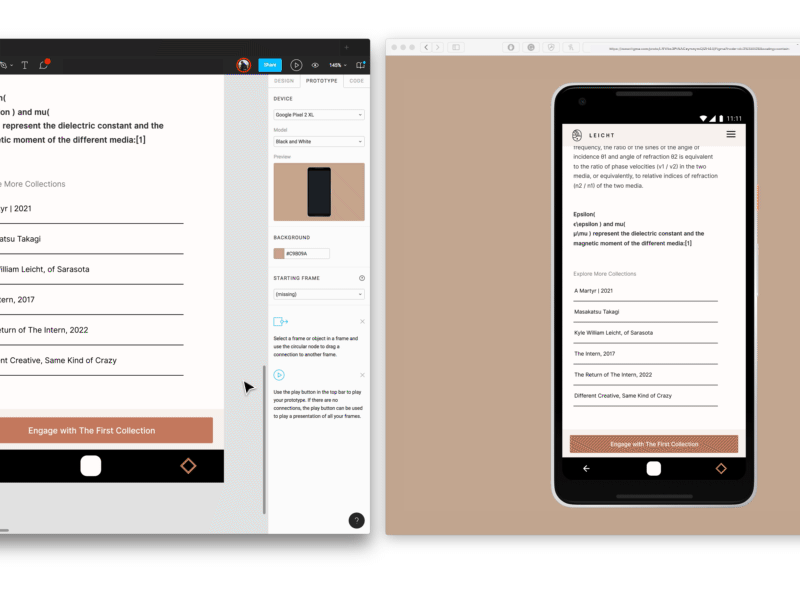 Share
140%
DESIGN PROTOTYPE CODE
DEVICE
Google Pixel 2 XL
Model
Black and White
Preview
BACKGROUND
#C9B09A
STARTING FRAME
(missing)
Select a frame or object in a frame and
use the circular node to drag a
connection to another frame.
Use the play button in the top bar to play
your prototype. If there are no
connections, the play button can be used
to play a presentation of all your frames.
?
n(
on ) and mu(
represent the dielectric constant and the
etic moment of the different media:[1]
e More Collections
yr | 2021
atsu Takagi
illiam Leicht, of Sarasota
tern, 2017
eturn of The Intern, 2022
nt Creative, Same Kind of Crazy
Engage with The First Collection
11:11
LEICHT
frequency, the ratio of the sines of the angle of
incidence θ1 and angle of refraction θ2 is equivalent
to the ratio of phase velocities (v1 / v2) in the two
media, or equivalently, to relative indices of refraction
(n2 / n1) of the two media.
Epsilon(
ε\epsilon ) and mu(
μ\mu ) represent the dielectric constant and the
magnetic moment of the different media:[1]
Explore More Collections
A Martyr | 2021
Masakatsu Takagi
Kyle William Leicht, of Sarasota
The Intern, 2017
The Return of The Intern, 2022
Different Creative, Same Kind of Crazy
Engage with The First Collection